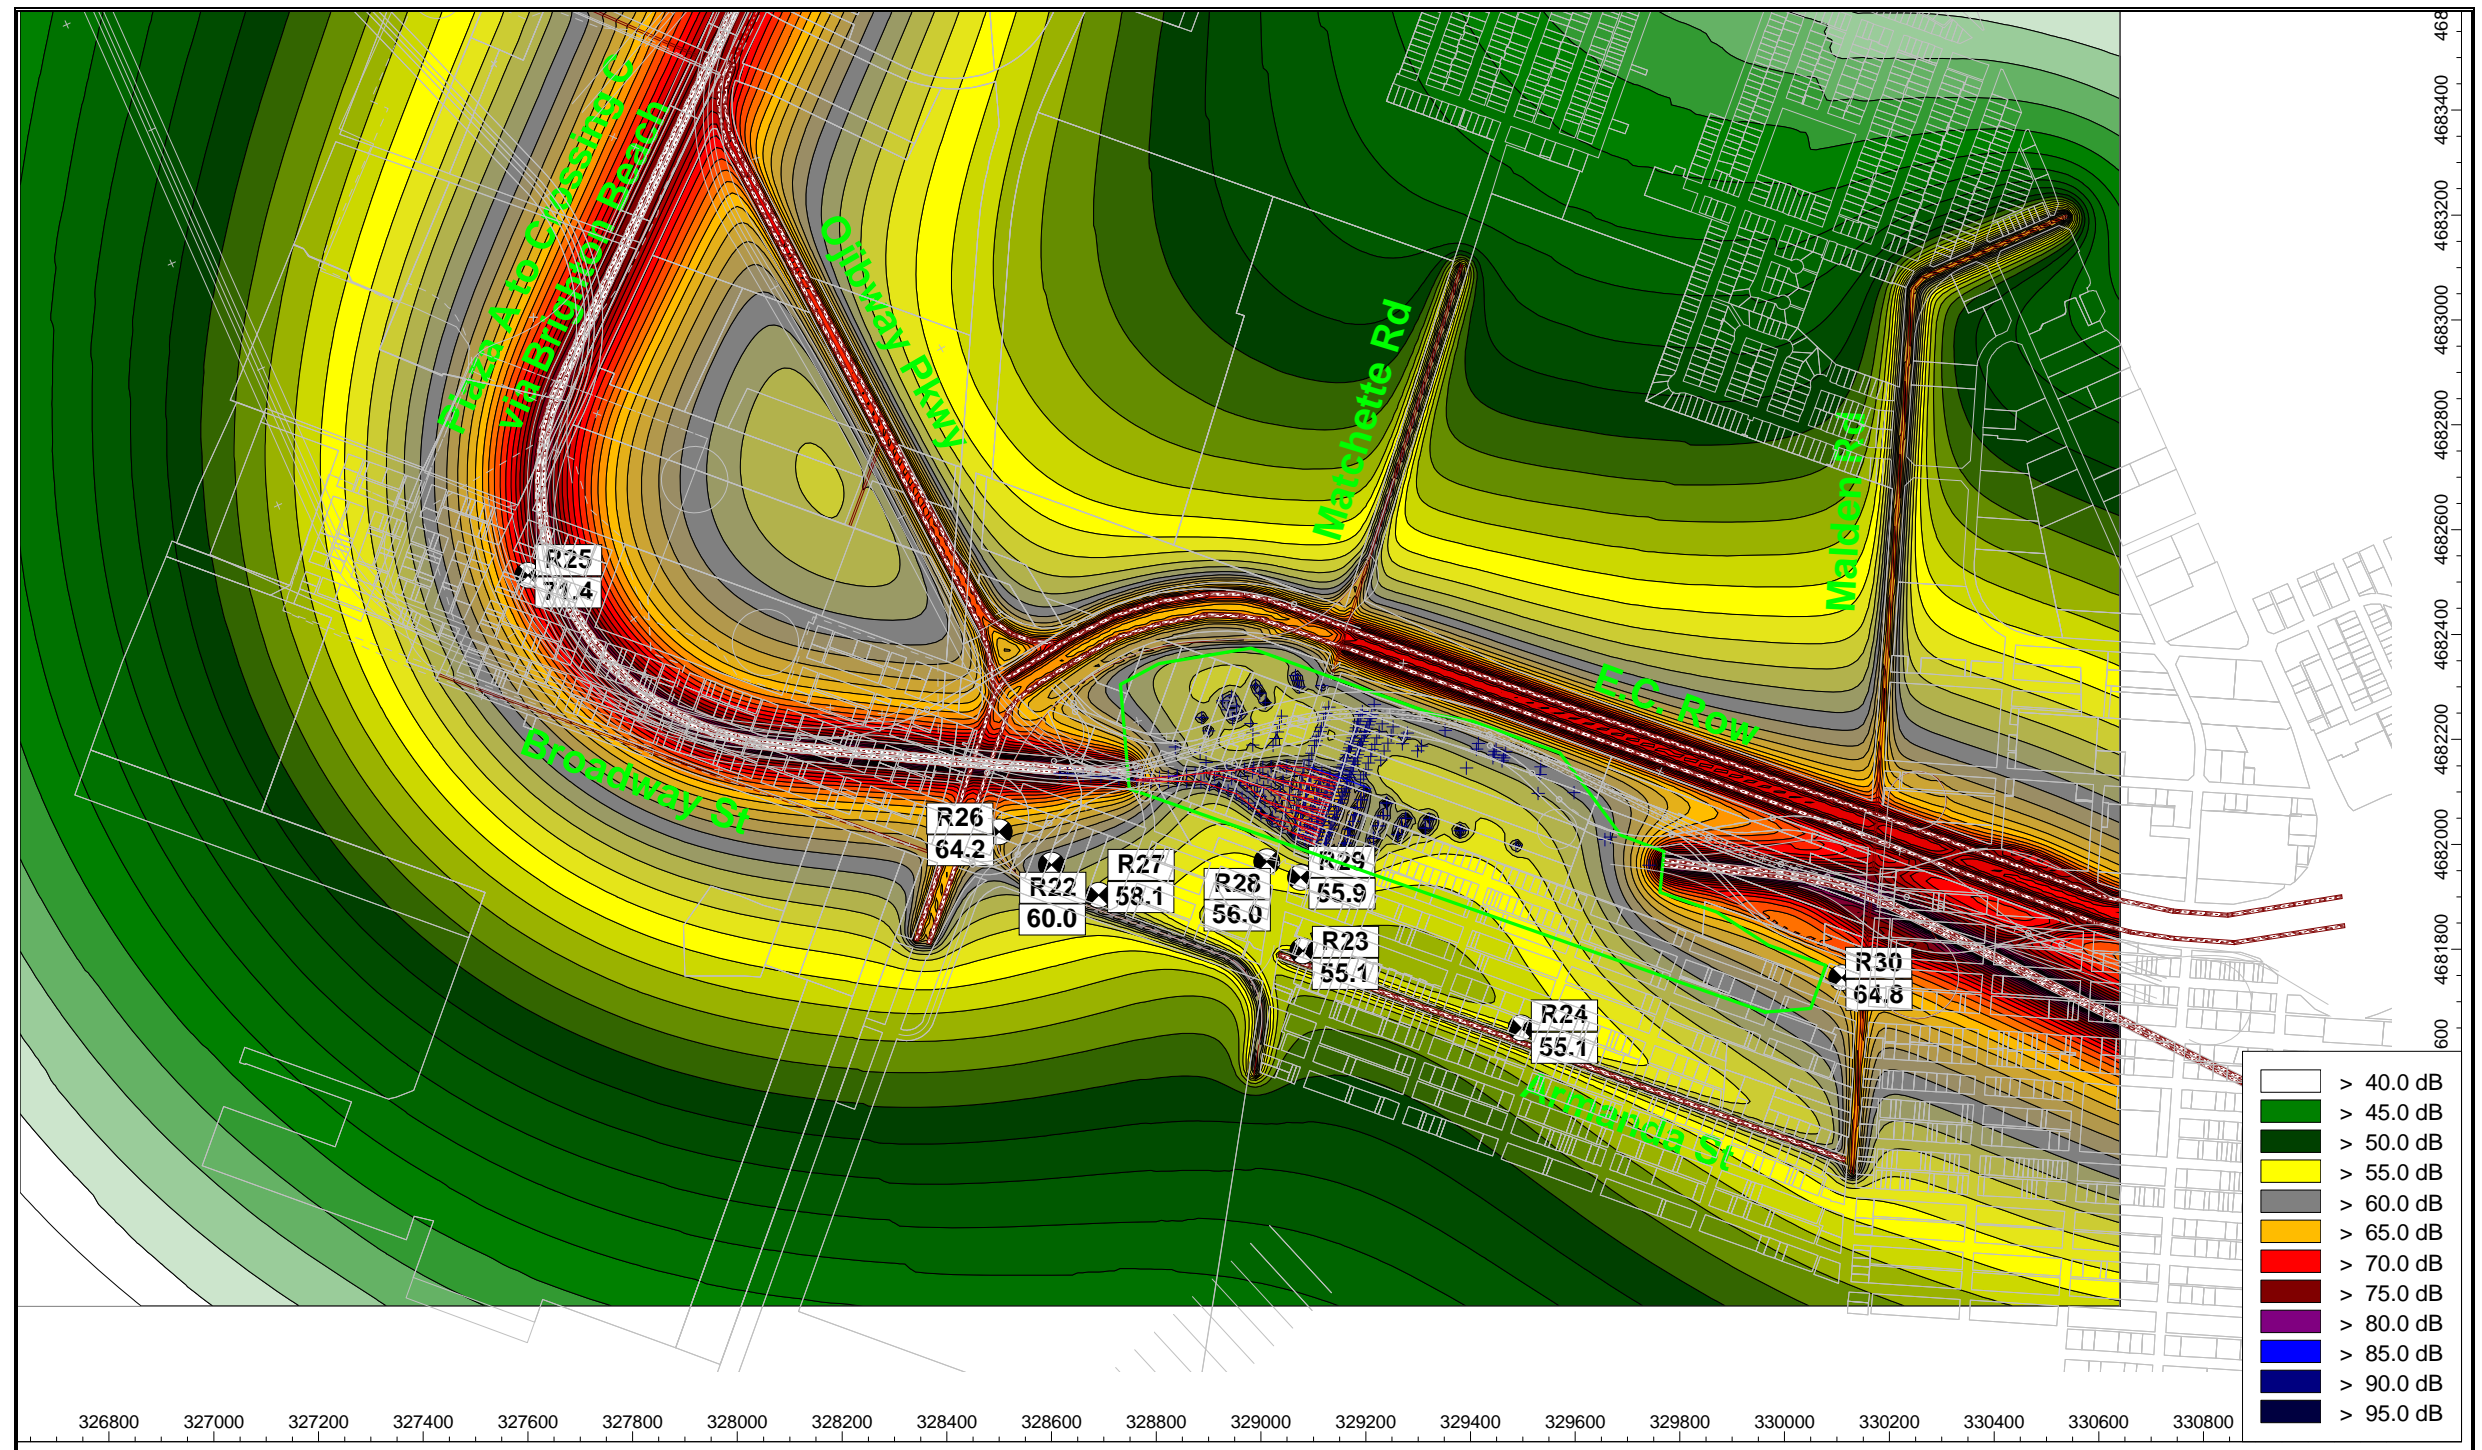 Plaza A to Crossing C
via Brighton Beach
Ojibway Pkwy
Matchette Rd
Malden Rd
E.C. Row
Broadway St
Armanda St
R25
71.4
R26
64.2
R22
60.0
R27
58.1
R28
56.0
R29
55.9
R23
55.1
R24
55.1
R30
64.8
468
4683400
4683200
4683000
4682800
4682600
4682400
4682200
4682000
4681800
600
> 40.0 dB
> 45.0 dB
> 50.0 dB
> 55.0 dB
> 60.0 dB
> 65.0 dB
> 70.0 dB
> 75.0 dB
> 80.0 dB
> 85.0 dB
> 90.0 dB
> 95.0 dB
326800 327000 327200 327400 327600 327800 328000 328200 328400 328600 328800 329000 329200 329400 329600 329800 330000 330200 330400 330600 330800